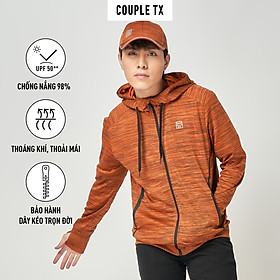 COUPLE TX
UPF 50++
CHỐNG NẮNG 98%
THOÁNG KHÍ, THOẢI MÁI
BẢO HÀNH
DÂY KÉO TRỌN ĐỜI